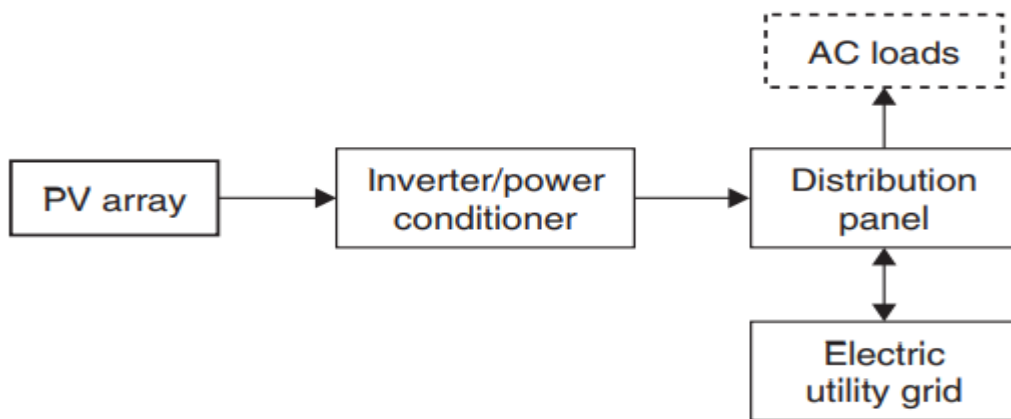 AC loads
PV array
Inverter/power
conditioner
Distribution
panel
Electric
utility grid